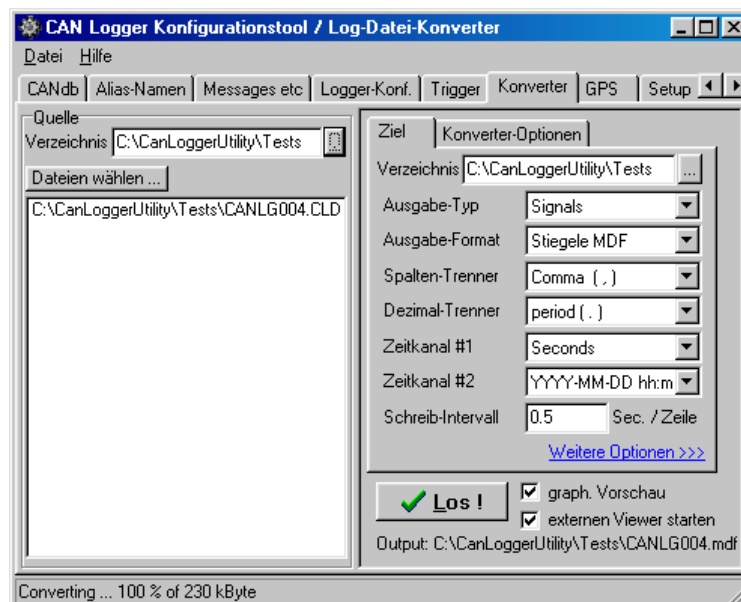 CAN Logger Konfigurationstool / Log-Datei-Konverter
Datei Hilfe
CANdb Alias-Namen Messages etc Logger-Konf. Trigger Konverter GPS Setup
Quelle
Verzeichnis C:\CanLoggerUtility\Tests ...
Dateien wählen ...
C:\CanLoggerUtility\Tests\CANLG004.CLD
Ziel Konverter-Optionen
Verzeichnis C:\CanLoggerUtility\Tests ...
Ausgabe-Typ Signals
Ausgabe-Format Stiegele MDF
Spalten-Trenner Comma ( , )
Dezimal-Trenner period ( . )
Zeitkanal #1 Seconds
Zeitkanal #2 YYYY-MM-DD hh:m
Schreib-Intervall 0.5 Sec. / Zeile
Weitere Optionen >>>
Los !
graph. Vorschau
externen Viewer starten
Output: C:\CanLoggerUtility\Tests\CANLG004.mdf
Converting ... 100 % of 230 kByte